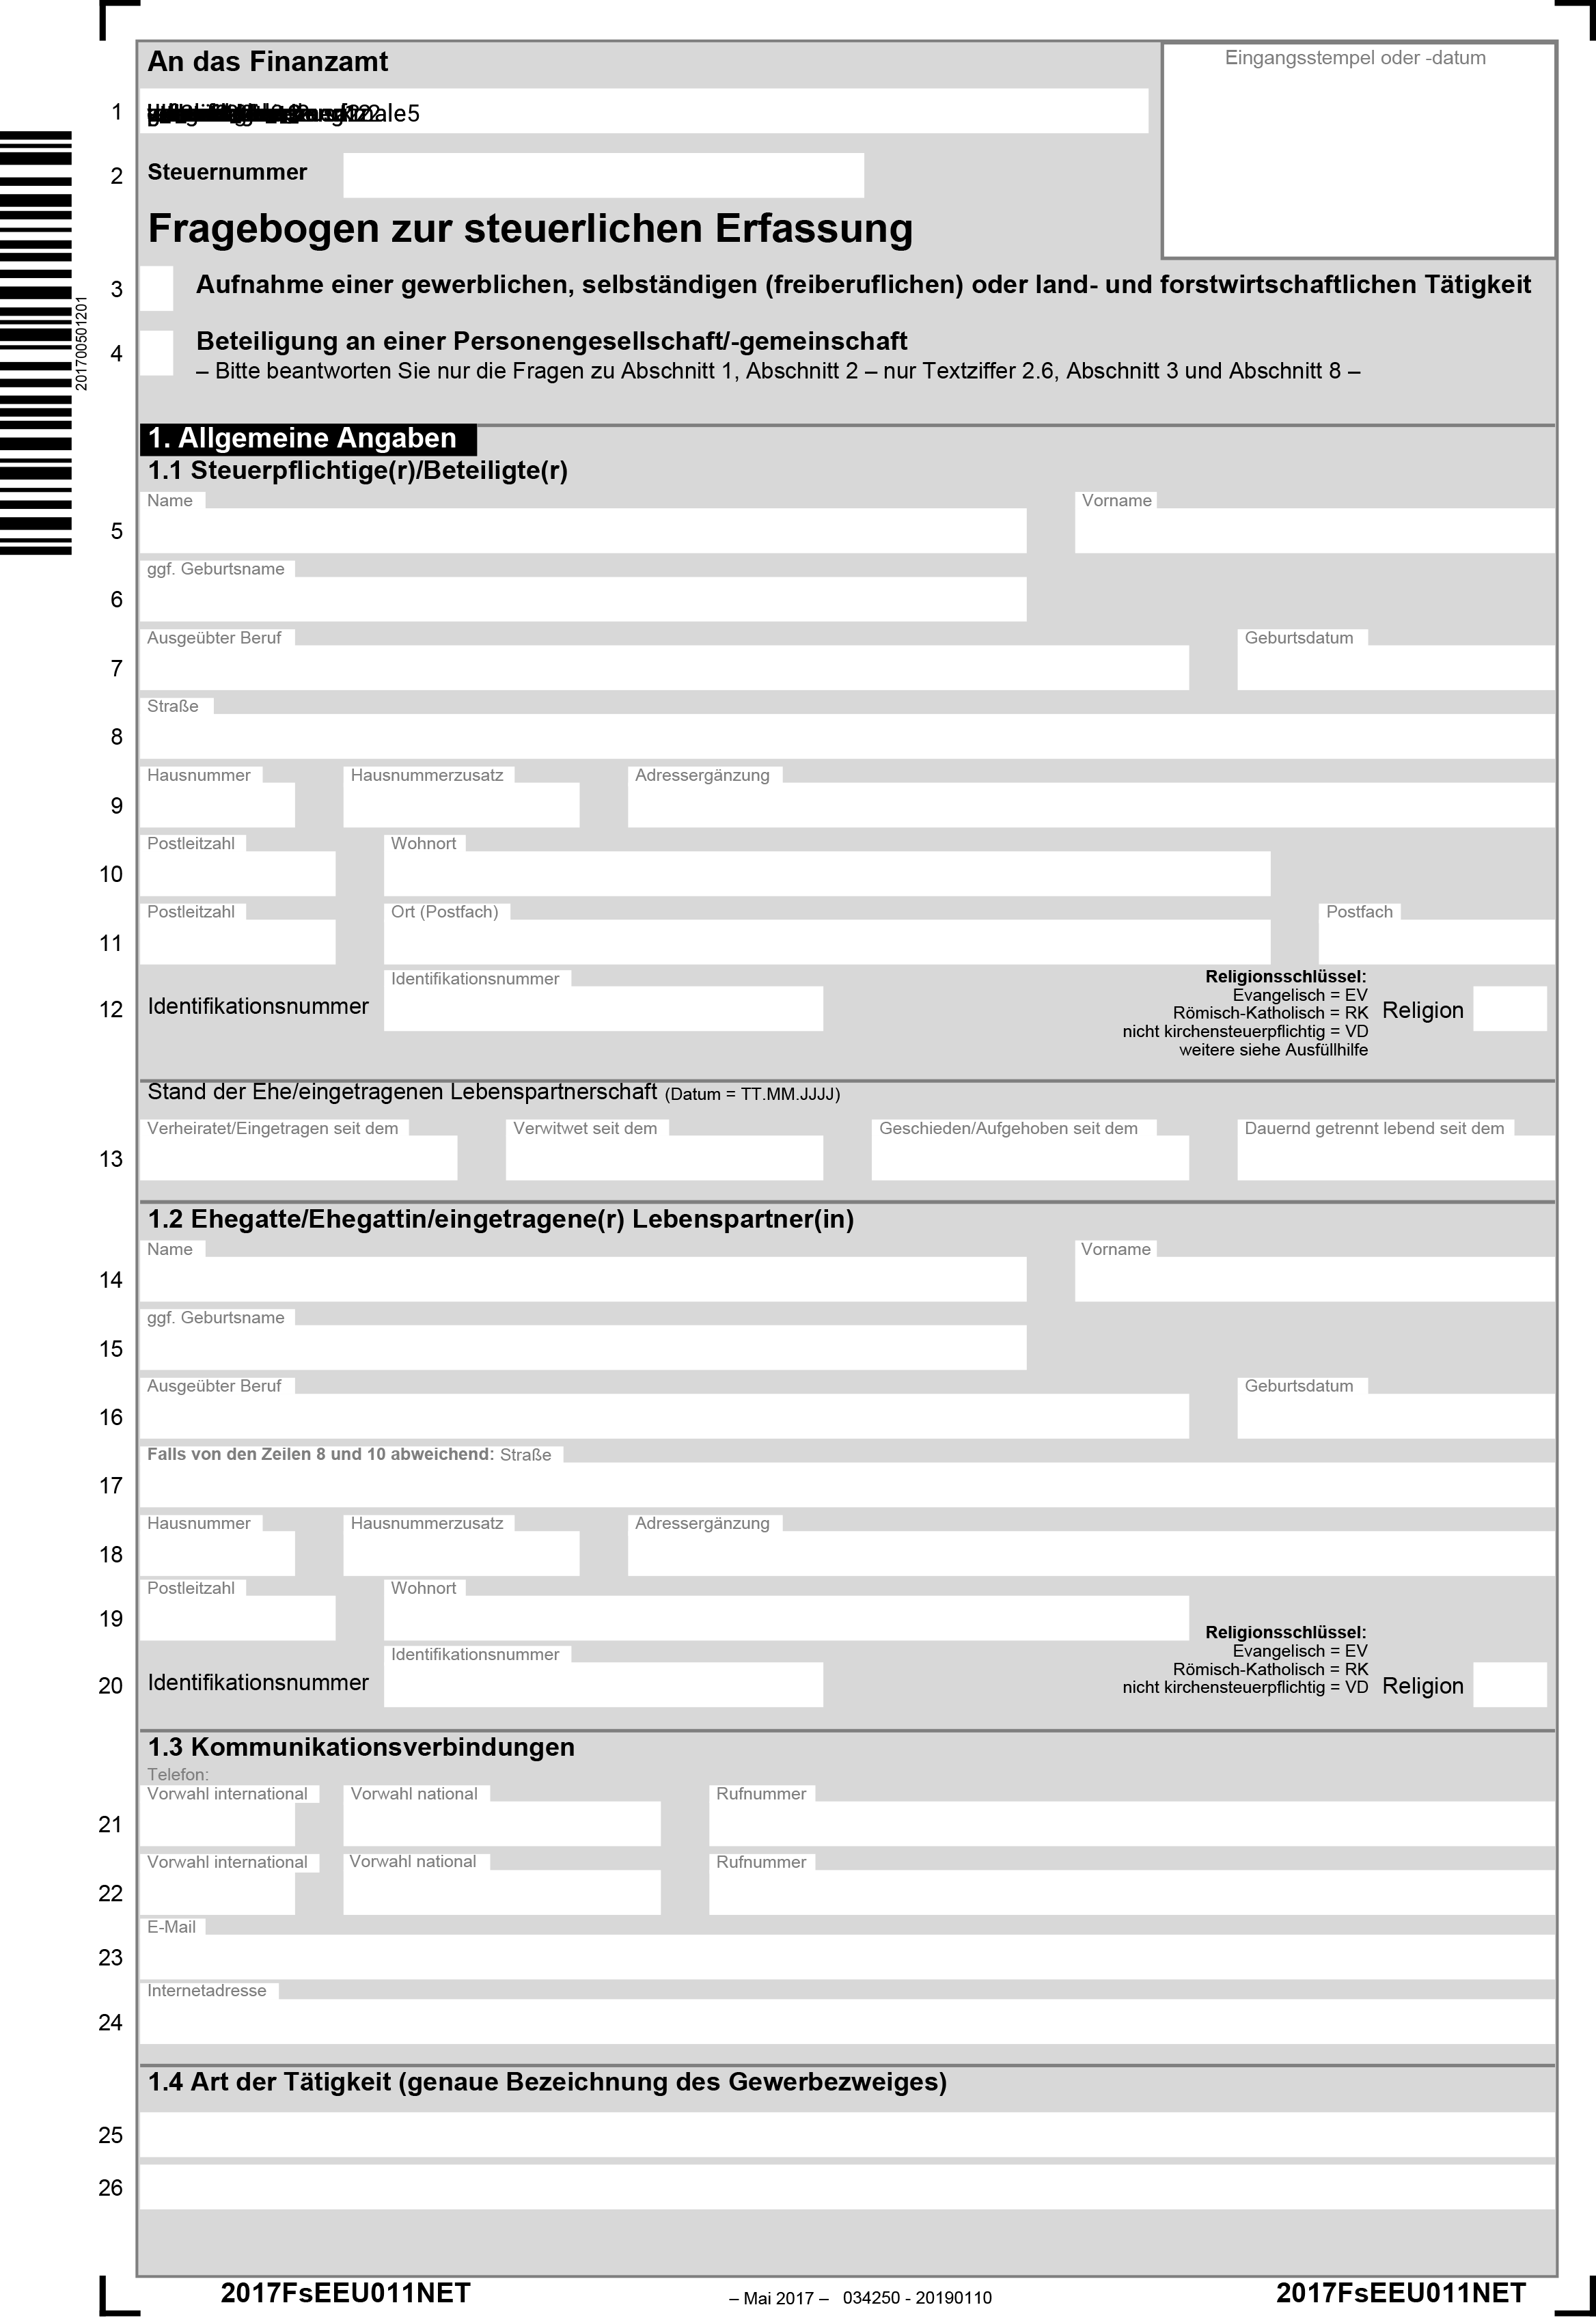 An das Finanzamt
Eingangsstempel oder -datum
1
2 Steuernummer
Fragebogen zur steuerlichen Erfassung
3 Aufnahme einer gewerblichen, selbständigen (freiberuflichen) oder land- und forstwirtschaftlichen Tätigkeit
201700501201
4 Beteiligung an einer Personengesellschaft/-gemeinschaft
– Bitte beantworten Sie nur die Fragen zu Abschnitt 1, Abschnitt 2 – nur Textziffer 2.6, Abschnitt 3 und Abschnitt 8 –
1. Allgemeine Angaben
1.1 Steuerpflichtige(r)/Beteiligte(r)
Name Vorname
5
ggf. Geburtsname
6
Ausgeübter Beruf Geburtsdatum
7
Straße
8
Hausnummer Hausnummerzusatz Adressergänzung
9
Postleitzahl Wohnort
10
Postleitzahl Ort (Postfach) Postfach
11
Identifikationsnummer Religionsschlüssel:
Evangelisch = EV
12 Identifikationsnummer Römisch-Katholisch = RK Religion
nicht kirchensteuerpflichtig = VD
weitere siehe Ausfüllhilfe
Stand der Ehe/eingetragenen Lebenspartnerschaft (Datum = TT.MM.JJJJ)
Verheiratet/Eingetragen seit dem Verwitwet seit dem Geschieden/Aufgehoben seit dem Dauernd getrennt lebend seit dem
13
1.2 Ehegatte/Ehegattin/eingetragene(r) Lebenspartner(in)
Name Vorname
14
ggf. Geburtsname
15
Ausgeübter Beruf Geburtsdatum
16
Falls von den Zeilen 8 und 10 abweichend: Straße
17
Hausnummer Hausnummerzusatz Adressergänzung
18
Postleitzahl Wohnort
19
Religionsschlüssel:
Identifikationsnummer Evangelisch = EV
Römisch-Katholisch = RK
20 Identifikationsnummer nicht kirchensteuerpflichtig = VD Religion
1.3 Kommunikationsverbindungen
Telefon:
Vorwahl international Vorwahl national Rufnummer
21
Vorwahl international Vorwahl national Rufnummer
22
E-Mail
23
Internetadresse
24
1.4 Art der Tätigkeit (genaue Bezeichnung des Gewerbezweiges)
25
26
2017FsEEU011NET – Mai 2017 – 034250 - 20190110 2017FsEEU011NET